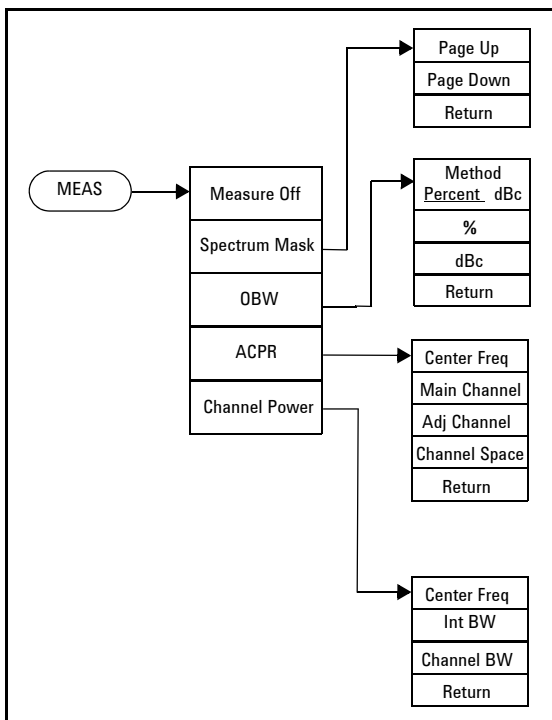 MEAS
Measure Off
Spectrum Mask
OBW
ACPR
Channel Power
Page Up
Page Down
Return
Method
Percent dBc
%
dBc
Return
Center Freq
Main Channel
Adj Channel
Channel Space
Return
Center Freq
Int BW
Channel BW
Return